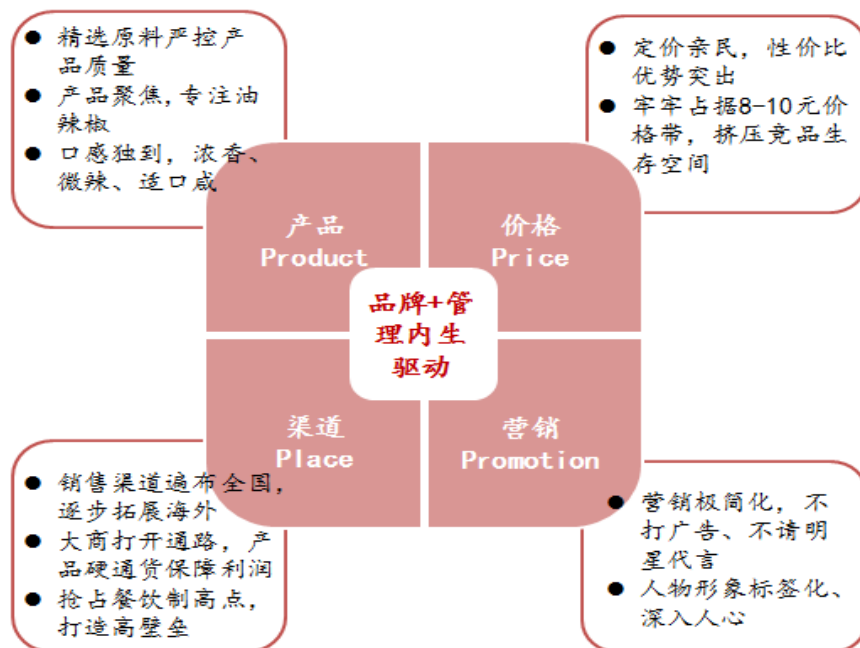 ● 精选原料严控产
品质量
● 产品聚焦,专注油
辣椒
● 口感独到，浓香、
微辣、适口咸
● 定价亲民，性价比
优势突出
● 牢牢占据8-10元价
格带，挤压竞品生
存空间
产品
Product
价格
Price
品牌+管
理内生
驱动
渠道
Place
营销
Promotion
● 销售渠道遍布全国，
逐步拓展海外
● 大商打开通路，产
品硬通货保障利润
● 抢占餐饮制高点，
打造高壁垒
● 营销极简化，不
打广告、不请明
星代言
● 人物形象标签化、
深入人心